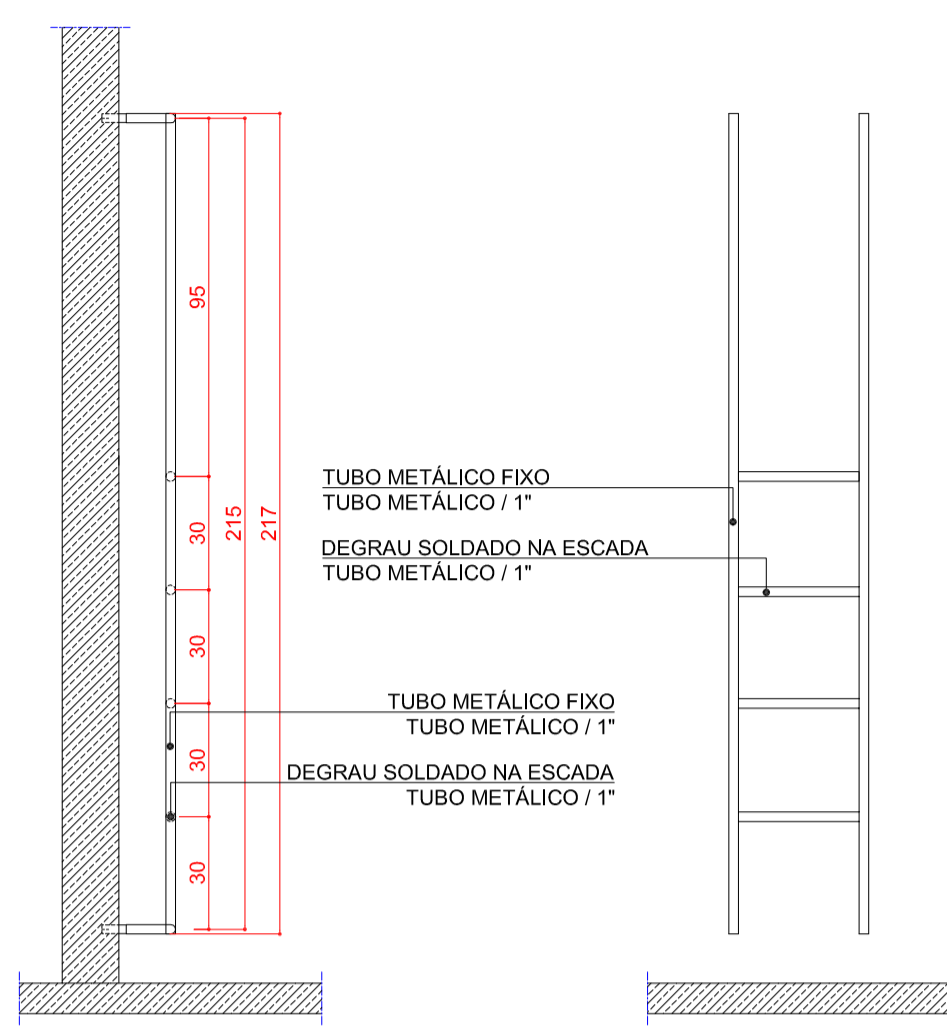 95
30
215
217
30
30
30
TUBO METÁLICO FIXO
TUBO METÁLICO / 1"
DEGRAU SOLDADO NA ESCADA
TUBO METÁLICO / 1"
TUBO METÁLICO FIXO
TUBO METÁLICO / 1"
DEGRAU SOLDADO NA ESCADA
TUBO METÁLICO / 1"